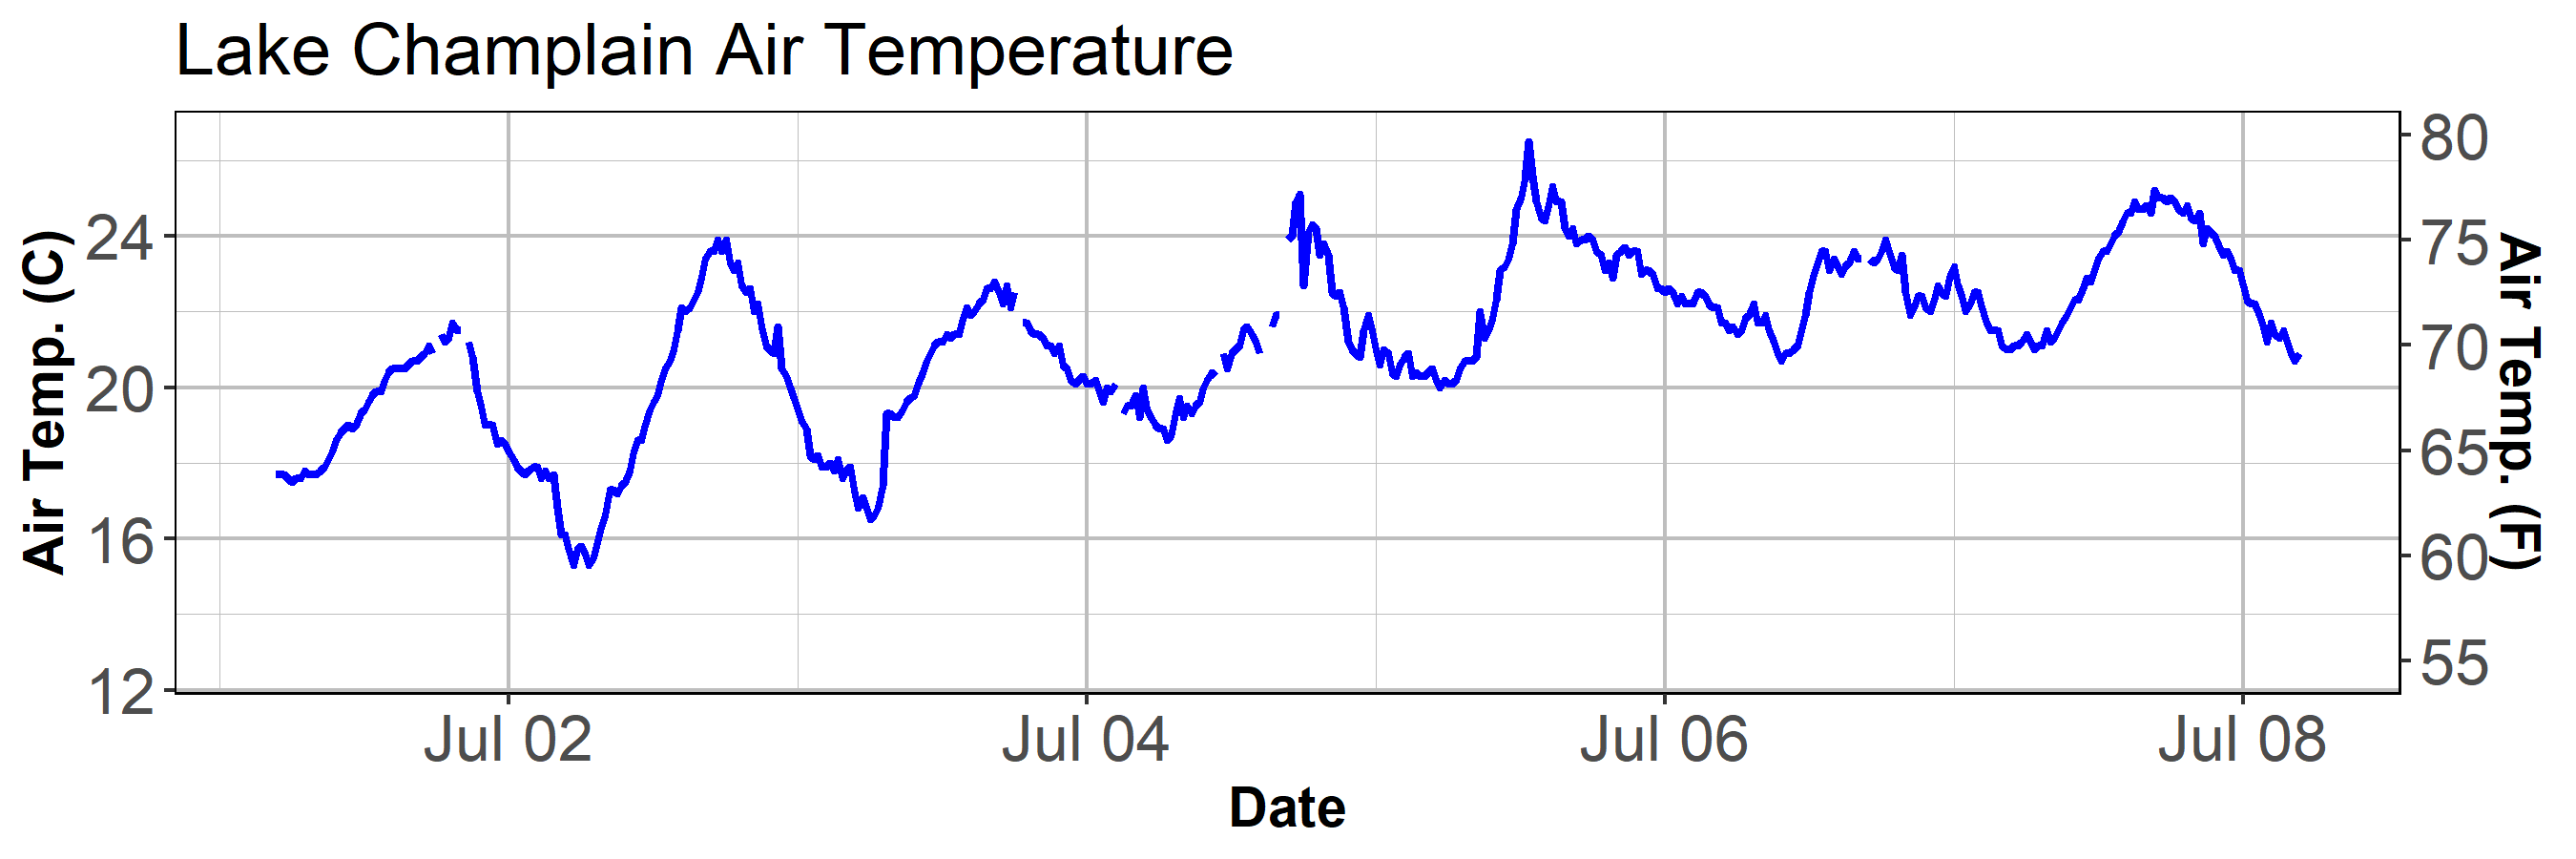 Lake Champlain Air Temperature
Air Temp. (C)
24
20
16
12
80
75
70
65
60
55
Air Temp. (F)
Jul 02
Jul 04
Jul 06
Jul 08
Date